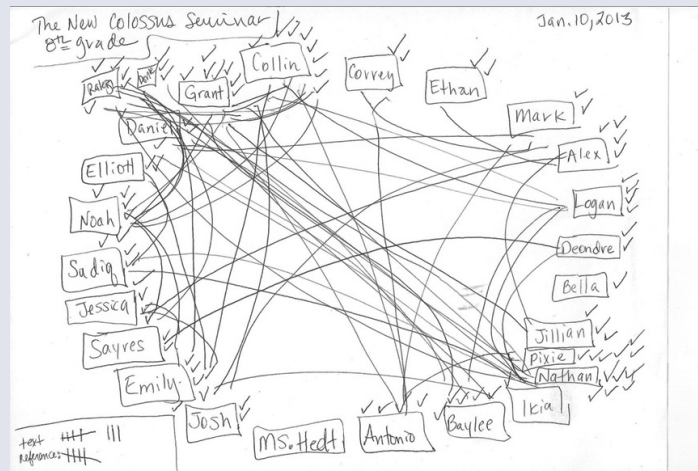 The New Colossus Seminar
8th grade
Jan. 10, 2013
Collin
Correy
Ethan
Grant
Mark
Daniel
Alex
Elliott
Logan
Noah
Deondre
Sadiq
Bella
Jessica
Jillian
Sayres
Pixie
Nathan
Emily
Ikia
Josh
Ms. Hedt
Antonio
Baylee
text
references